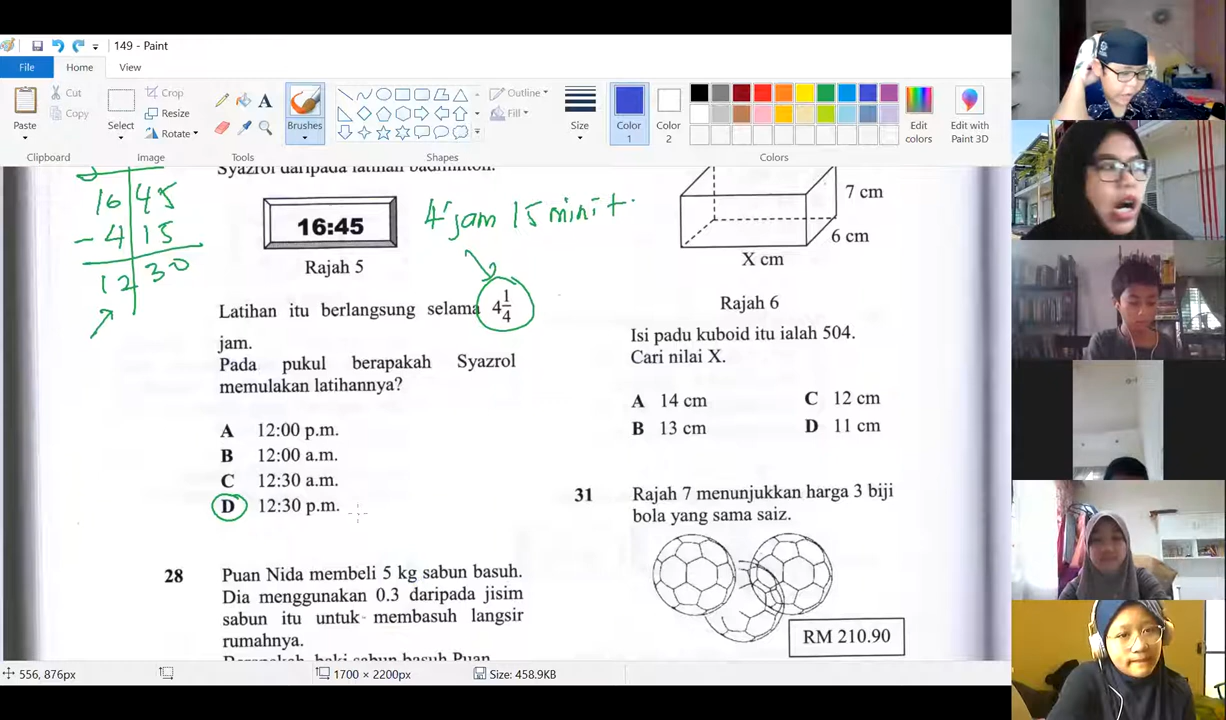 149 - Paint
File
Home
View
Paste
Cut
Copy
Clipboard
Select
Crop
Resize
Rotate
Image
Tools
Brushes
Shapes
Outline
Fill
Size
Color
1
Color
2
Edit
colors
Edit with
Paint 3D
Colors
Syazrol daripada latihan badminton.
16 45
- 4 15
12 30
16:45
Rajah 5
4 jam 15 minit.
Latihan itu berlangsung selama 4 1/4
jam.
Pada pukul berapakah Syazrol
memulakan latihannya?
A 12:00 p.m.
B 12:00 a.m.
C 12:30 a.m.
D 12:30 p.m.
28 Puan Nida membeli 5 kg sabun basuh.
Dia menggunakan 0.3 daripada jisim
sabun itu untuk membasuh langsir
rumahnya.
Berapakah baki sabun basuh Puan
7 cm
6 cm
X cm
Rajah 6
Isi padu kuboid itu ialah 504.
Cari nilai X.
A 14 cm C 12 cm
B 13 cm D 11 cm
31 Rajah 7 menunjukkan harga 3 biji
bola yang sama saiz.
RM 210.90
556, 876px
1700 × 2200px
Size: 458.9KB